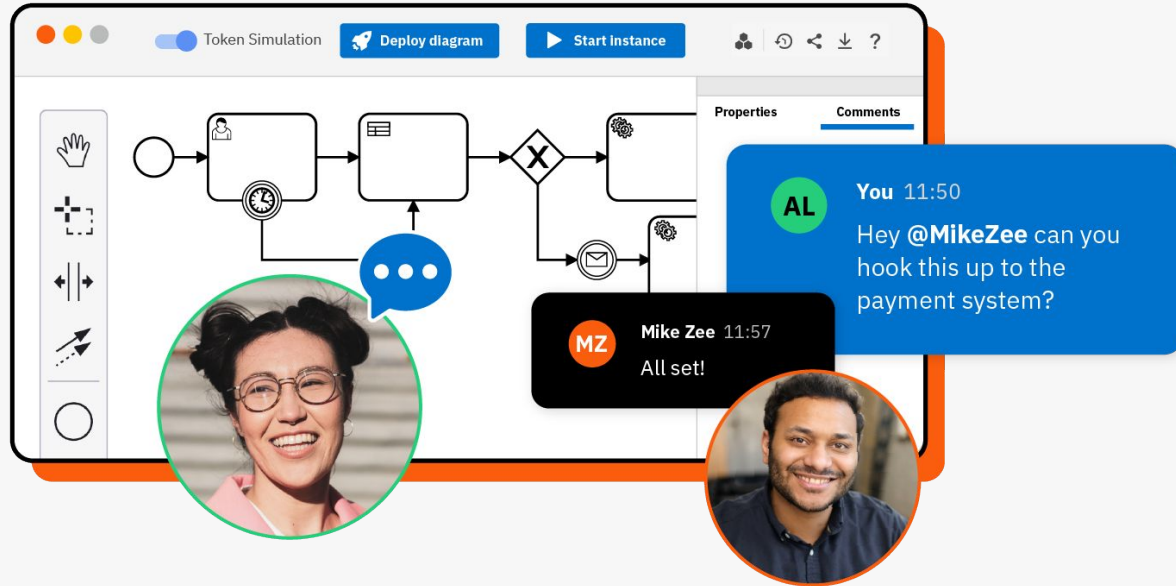 Token Simulation
Deploy diagram
Start instance
?
Properties
Comments
X
AL
You 11:50
Hey @MikeZee can you
hook this up to the
payment system?
MZ
Mike Zee 11:57
All set!